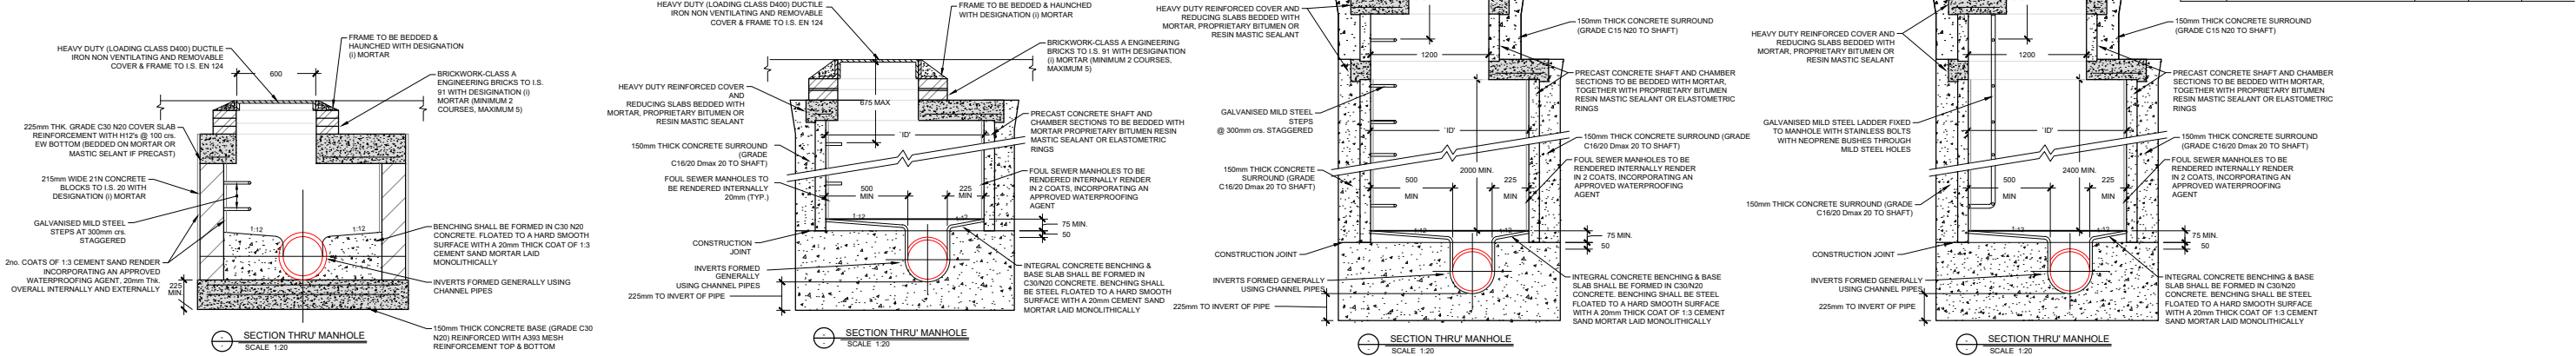 HEAVY DUTY (LOADING CLASS D400) DUCTILE
IRON NON VENTILATING AND REMOVABLE
COVER & FRAME TO I.S. EN 124
FRAME TO BE BEDDED &
HAUNCHED WITH DESIGNATION
(i) MORTAR
600
BRICKWORK-CLASS A
ENGINEERING BRICKS TO I.S.
91 WITH DESIGNATION (i)
MORTAR (MINIMUM 2
COURSES, MAXIMUM 5)
225mm THK. GRADE C30 N20 COVER SLAB
REINFORCEMENT WITH H12's @ 100 crs.
EW BOTTOM (BEDDED ON MORTAR OR
MASTIC SELANT IF PRECAST)
215mm WIDE 21N CONCRETE
BLOCKS TO I.S. 20 WITH
DESIGNATION (i) MORTAR
GALVANISED MILD STEEL
STEPS AT 300mm crs.
STAGGERED
1:12
1:12
2no. COATS OF 1:3 CEMENT SAND RENDER
INCORPORATING AN APPROVED
WATERPROOFING AGENT, 20mm Thk.
OVERALL INTERNALLY AND EXTERNALLY
225
MIN
BENCHING SHALL BE FORMED IN C30 N20
CONCRETE. FLOATED TO A HARD SMOOTH
SURFACE WITH A 20mm THICK COAT OF 1:3
CEMENT SAND MORTAR LAID
MONOLITHICALLY
INVERTS FORMED GENERALLY USING
CHANNEL PIPES
150mm THICK CONCRETE BASE (GRADE C30
N20) REINFORCED WITH A393 MESH
REINFORCEMENT TOP & BOTTOM
SECTION THRU' MANHOLE
SCALE 1:20
HEAVY DUTY (LOADING CLASS D400) DUCTILE
IRON NON VENTILATING AND REMOVABLE
COVER & FRAME TO I.S. EN 124
FRAME TO BE BEDDED & HAUNCHED
WITH DESIGNATION (i) MORTAR
BRICKWORK-CLASS A ENGINEERING
BRICKS TO I.S. 91 WITH DESIGINATION
(i) MORTAR (MINIMUM 2 COURSES,
MAXIMUM 5)
HEAVY DUTY REINFORCED COVER
AND
REDUCING SLABS BEDDED WITH
MORTAR, PROPRIETARY BITUMEN OR
RESIN MASTIC SEALANT
675 MAX
PRECAST CONCRETE SHAFT AND
CHAMBER SECTIONS TO BE BEDDED WITH
MORTAR PROPRIETARY BITUMEN RESIN
MASTIC SEALANT OR ELASTOMETRIC
RINGS
`ID'
150mm THICK CONCRETE SURROUND
(GRADE
C16/20 Dmax 20 TO SHAFT)
FOUL SEWER MANHOLES TO
BE RENDERED INTERNALLY
20mm (TYP.)
500
MIN
225
MIN
FOUL SEWER MANHOLES TO BE
RENDERED INTERNALLY RENDER
IN 2 COATS, INCORPORATING AN
APPROVED WATERPROOFING
AGENT
1:12
1:12
75 MIN.
50
CONSTRUCTION
JOINT
INVERTS FORMED
GENERALLY
USING CHANNEL PIPES
225mm TO INVERT OF PIPE
INTEGRAL CONCRETE BENCHING &
BASE SLAB SHALL BE FORMED IN
C30/N20 CONCRETE. BENCHING SHALL
BE STEEL FLOATED TO A HARD SMOOTH
SURFACE WITH A 20mm CEMENT SAND
MORTAR LAID MONOLITHICALLY
SECTION THRU' MANHOLE
SCALE 1:20
HEAVY DUTY REINFORCED COVER AND
REDUCING SLABS BEDDED WITH
MORTAR, PROPRIETARY BITUMEN OR
RESIN MASTIC SEALANT
150mm THICK CONCRETE SURROUND
(GRADE C15 N20 TO SHAFT)
1200
PRECAST CONCRETE SHAFT AND CHAMBER
SECTIONS TO BE BEDDED WITH MORTAR,
TOGETHER WITH PROPRIETARY BITUMEN
RESIN MASTIC SEALANT OR ELASTOMETRIC
RINGS
GALVANISED MILD STEEL
STEPS
@ 300mm crs. STAGGERED
`ID'
150mm THICK CONCRETE SURROUND (GRADE
C16/20 Dmax 20 TO SHAFT)
150mm THICK CONCRETE
SURROUND (GRADE
C16/20 Dmax 20 TO SHAFT)
2000 MIN.
500
MIN
225
MIN
FOUL SEWER MANHOLES TO BE
RENDERED INTERNALLY RENDER
IN 2 COATS, INCORPORATING AN
APPROVED WATERPROOFING
AGENT
1:12
1:12
75 MIN.
50
CONSTRUCTION JOINT
INVERTS FORMED GENERALLY
USING CHANNEL PIPES
225mm TO INVERT OF PIPE
INTEGRAL CONCRETE BENCHING & BASE
SLAB SHALL BE FORMED IN C30/N20
CONCRETE. BENCHING SHALL BE STEEL
FLOATED TO A HARD SMOOTH SURFACE
WITH A 20mm THICK COAT OF 1:3 CEMENT
SAND MORTAR LAID MONOLITHICALLY
SECTION THRU' MANHOLE
SCALE 1:20
HEAVY DUTY REINFORCED COVER AND
REDUCING SLABS BEDDED WITH
MORTAR, PROPRIETARY BITUMEN OR
RESIN MASTIC SEALANT
150mm THICK CONCRETE SURROUND
(GRADE C15 N20 TO SHAFT)
1200
PRECAST CONCRETE SHAFT AND CHAMBER
SECTIONS TO BE BEDDED WITH MORTAR,
TOGETHER WITH PROPRIETARY BITUMEN
RESIN MASTIC SEALANT OR ELASTOMETRIC
RINGS
GALVANISED MILD STEEL LADDER FIXED
TO MANHOLE WITH STAINLESS BOLTS
WITH NEOPRENE BUSHES THROUGH
MILD STEEL HOLES
`ID'
150mm THICK CONCRETE SURROUND
(GRADE C16/20 Dmax 20 TO SHAFT)
2400 MIN.
500
MIN
225
MIN
FOUL SEWER MANHOLES TO BE
RENDERED INTERNALLY RENDER
IN 2 COATS, INCORPORATING AN
APPROVED WATERPROOFING
AGENT
150mm THICK CONCRETE SURROUND (GRADE
C16/20 Dmax 20 TO SHAFT)
1:12
1:12
75 MIN.
50
CONSTRUCTION JOINT
INVERTS FORMED GENERALLY
USING CHANNEL PIPES
225mm TO INVERT OF PIPE
INTEGRAL CONCRETE BENCHING & BASE
SLAB SHALL BE FORMED IN C30/N20
CONCRETE. BENCHING SHALL BE STEEL
FLOATED TO A HARD SMOOTH SURFACE
WITH A 20mm THICK COAT OF 1:3 CEMENT
SAND MORTAR LAID MONOLITHICALLY
SECTION THRU' MANHOLE
SCALE 1:20